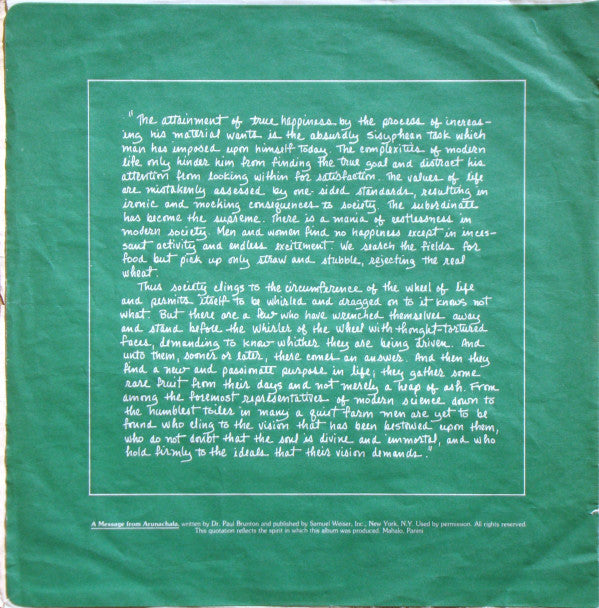 "The attainment of true happiness by the process of increas-
ing his material wants is the absurdly Sisyphean task which
man has imposed upon himself today. The complexities of modern
life only hinder him from finding the true goal and distract his
attention from looking within for satisfaction. The values of life
are mistakenly assessed by one-sided standards, resulting in
ironic and mocking consequences to society. The subordinate
has become the supreme. There is a mania of restlessness in
modern society. Men and women find no happiness except in inces-
sant activity and endless excitement. We search the fields for
food but pick up only straw and stubble, rejecting the real
wheat.
Thus society clings to the circumference of the wheel of life
and permits itself to be whirled and dragged on to it knows not
what. But there are a few who have wrenched themselves away
and stand before the Whirler of the Wheel with thought-tortured
faces, demanding to know whither they are being driven. And
unto them, sooner or later, there comes an answer. And then they
find a new and passionate purpose in life; they gather some
rare fruit from their days and not merely a heap of ash. From
among the foremost representatives of modern science down to
the humblest toiler in many a quiet farm men are yet to be
found who cling to the vision that has been bestowed upon them,
who do not doubt that the soul is divine and immortal, and who
hold firmly to the ideals that their vision demands."
A Message from Arunachala, written by Dr. Paul Brunton and published by Samuel Weiser, Inc., New York, N.Y. Used by permission. All rights reserved.
This quotation reflects the spirit in which this album was produced. Mahalo, Panini